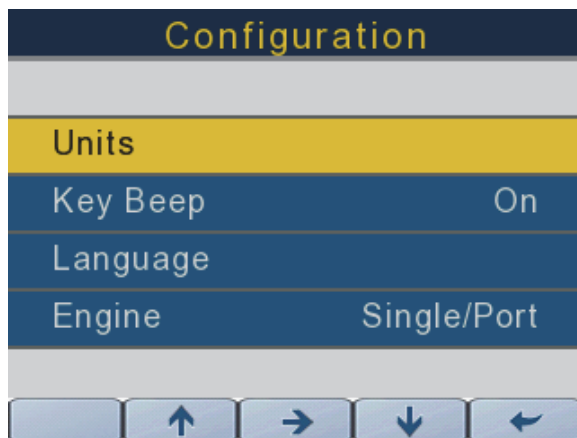 Configuration
Units
Key Beep On
Language
Engine Single/Port